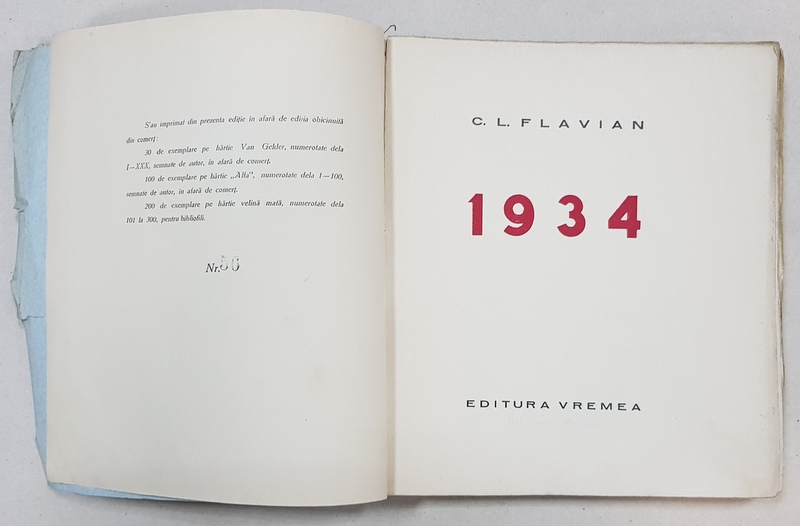 S'au imprimat din prezenta ediție in afară de ediția obicinuită
din comerț:
30 de exemplare pe hârtie Van Gelder, numerotate dela
I—XXX, semnate de autor, in afară de comerț.
100 de exemplare pe hârtie „Alfa”, numerotate dela 1—100,
semnate de autor, in afară de comerț.
200 de exemplare pe hârtie velină mată, numerotate dela
101 la 300, pentru bibliofili.
Nr.
C. L. FLAVIAN
1934
EDITURA VREMEA